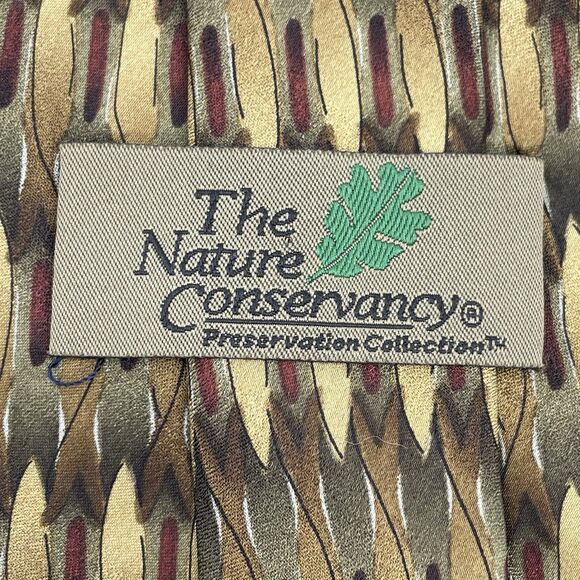 The
Nature
Conservancy®
Preservation Collection™